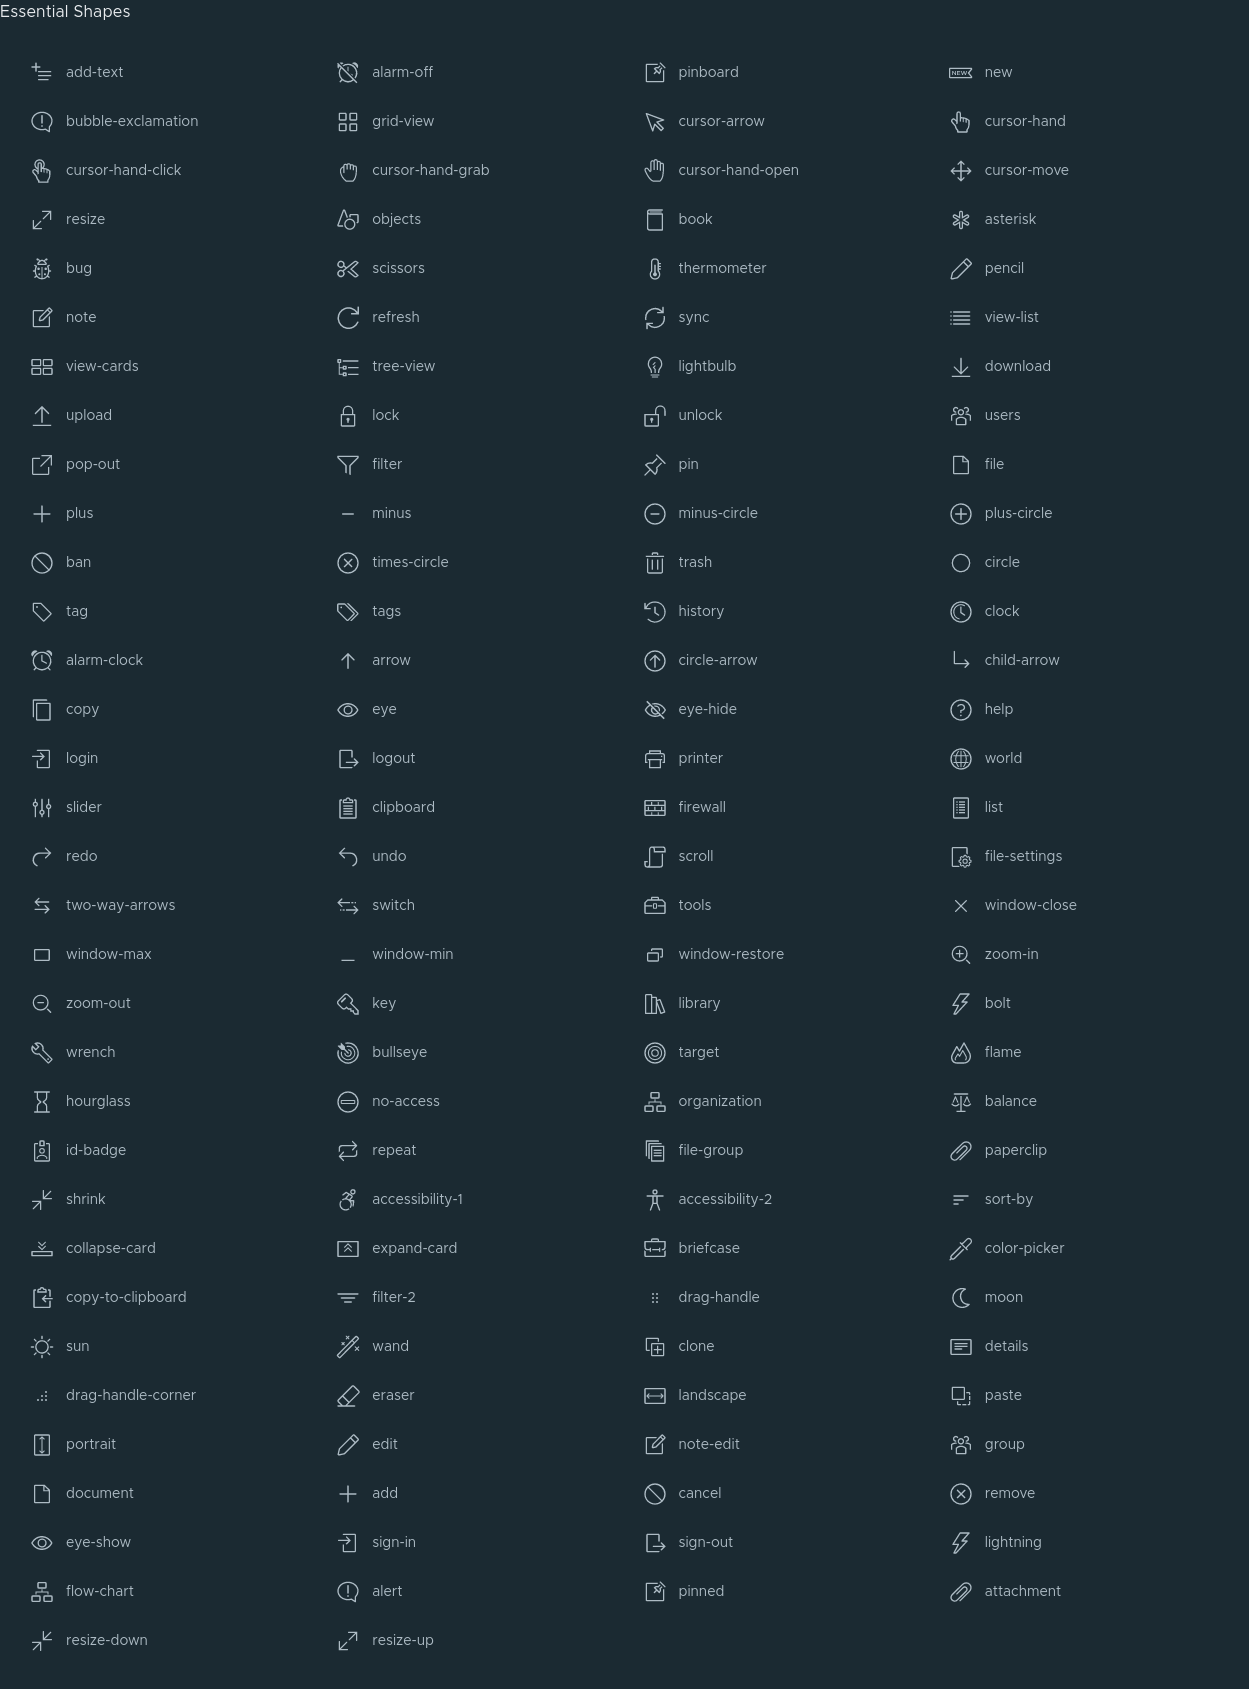 Essential Shapes
add-text alarm-off pinboard NEW new
bubble-exclamation grid-view cursor-arrow cursor-hand
cursor-hand-click cursor-hand-grab cursor-hand-open cursor-move
resize objects book asterisk
bug scissors thermometer pencil
note refresh sync view-list
view-cards tree-view lightbulb download
upload lock unlock users
pop-out filter pin file
plus minus minus-circle plus-circle
ban times-circle trash circle
tag tags history clock
alarm-clock arrow circle-arrow child-arrow
copy eye eye-hide help
login logout printer world
slider clipboard firewall list
redo undo scroll file-settings
two-way-arrows switch tools window-close
window-max window-min window-restore zoom-in
zoom-out key library bolt
wrench bullseye target flame
hourglass no-access organization balance
id-badge repeat file-group paperclip
shrink accessibility-1 accessibility-2 sort-by
collapse-card expand-card briefcase color-picker
copy-to-clipboard filter-2 drag-handle moon
sun wand clone details
drag-handle-corner eraser landscape paste
portrait edit note-edit group
document add cancel remove
eye-show sign-in sign-out lightning
flow-chart alert pinned attachment
resize-down resize-up